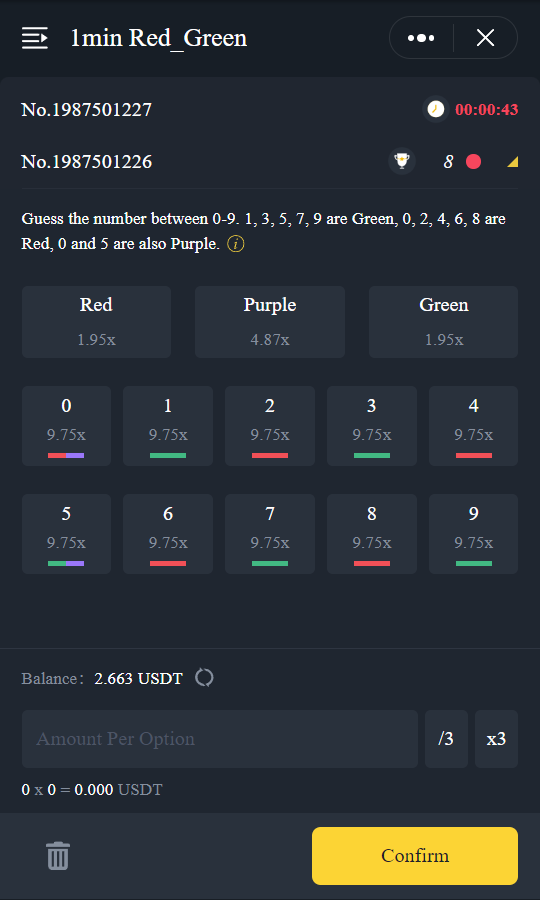 1min Red_Green
No.1987501227 00:00:43
No.1987501226 8
Guess the number between 0-9. 1, 3, 5, 7, 9 are Green, 0, 2, 4, 6, 8 are
Red, 0 and 5 are also Purple. i
Red Purple Green
1.95x 4.87x 1.95x
0 1 2 3 4
9.75x 9.75x 9.75x 9.75x 9.75x
5 6 7 8 9
9.75x 9.75x 9.75x 9.75x 9.75x
Balance: 2.663 USDT
Amount Per Option /3 x3
0 x 0 = 0.000 USDT
Confirm